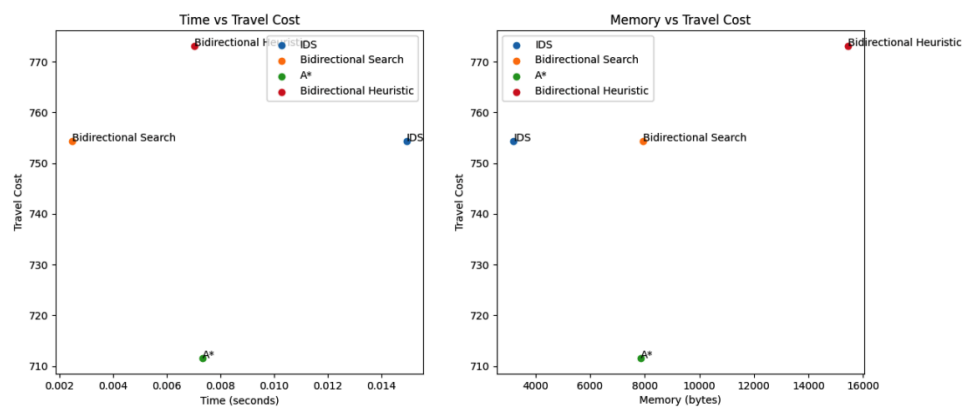 Time vs Travel Cost
770
760
750
740
730
720
710
Travel Cost
Bidirectional Heuristic
Bidirectional Search
IDS
A*
IDS
Bidirectional Search
A*
Bidirectional Heuristic
0.002 0.004 0.006 0.008 0.010 0.012 0.014
Time (seconds)
Memory vs Travel Cost
770
760
750
740
730
720
710
Travel Cost
IDS
Bidirectional Search
A*
Bidirectional Heuristic
Bidirectional Heuristic
IDS
Bidirectional Search
A*
4000 6000 8000 10000 12000 14000 16000
Memory (bytes)